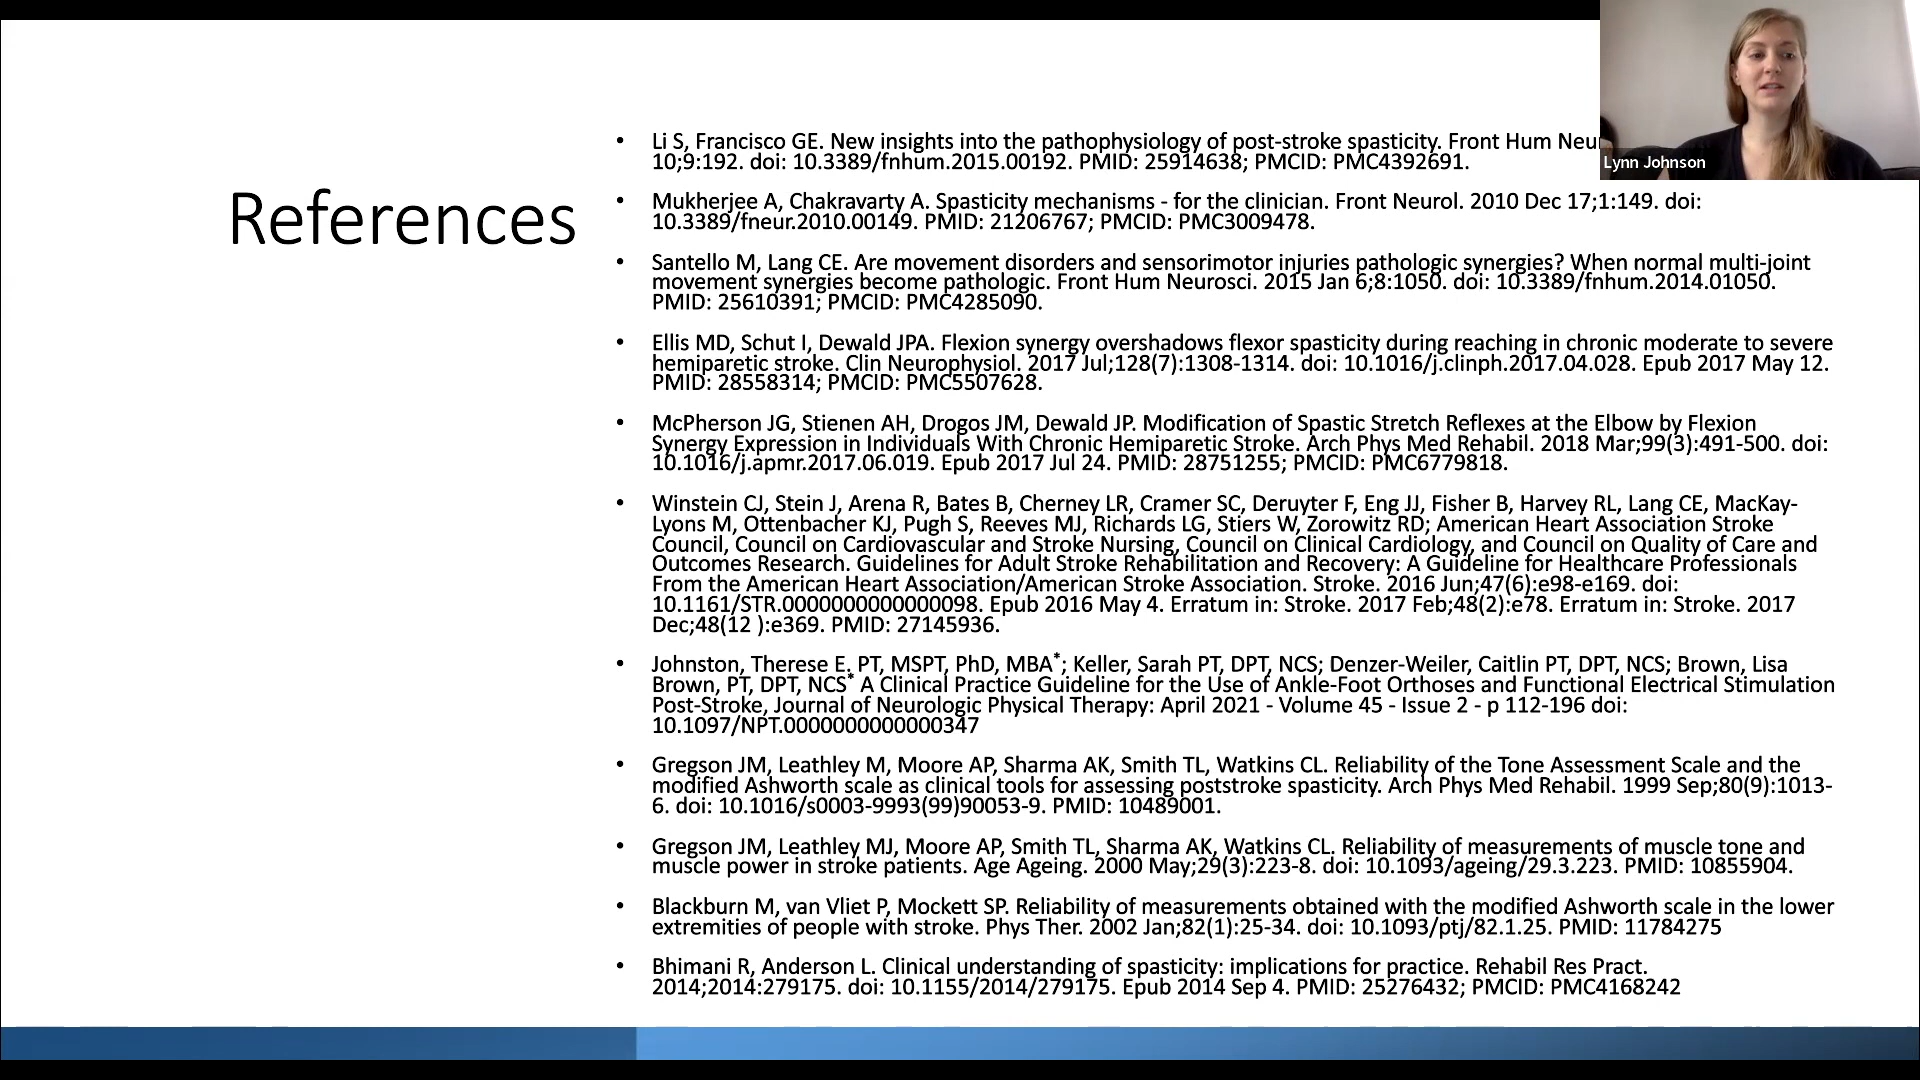 References
• Li S, Francisco GE. New insights into the pathophysiology of post-stroke spasticity. Front Hum
10;9:192. doi: 10.3389/fnhum.2015.00192. PMID: 25914638; PMCID: PMC4392691.
• Mukherjee A, Chakravarty A. Spasticity mechanisms - for the clinician. Front Neurol. 2010 Dec 17;1:149. doi:
10.3389/fneur.2010.00149. PMID: 21206767; PMCID: PMC3009478.
• Santello M, Lang CE. Are movement disorders and sensorimotor injuries pathologic synergies? When normal multi-joint
movement synergies become pathologic. Front Hum Neurosci. 2015 Jan 6;8:1050. doi: 10.3389/fnhum.2014.01050.
PMID: 25610391; PMCID: PMC4285090.
• Ellis MD, Schut I, Dewald JPA. Flexion synergy overshadows flexor spasticity during reaching in chronic moderate to severe
hemiparetic stroke. Clin Neurophysiol. 2017 Jul;128(7):1308-1314. doi: 10.1016/j.clinph.2017.04.028. Epub 2017 May 12.
PMID: 28558314; PMCID: PMC5507628.
• McPherson JG, Stienen AH, Drogos JM, Dewald JP. Modification of Spastic Stretch Reflexes at the Elbow by Flexion
Synergy Expression in Individuals With Chronic Hemiparetic Stroke. Arch Phys Med Rehabil. 2018 Mar;99(3):491-500. doi:
10.1016/j.apmr.2017.06.019. Epub 2017 Jul 24. PMID: 28751255; PMCID: PMC6779818.
• Winstein CJ, Stein J, Arena R, Bates B, Cherney LR, Cramer SC, Deruyter F, Eng JJ, Fisher B, Harvey RL, Lang CE, MacKay-
Lyons M, Ottenbacher KJ, Pugh S, Reeves MJ, Richards LG, Stiers W, Zorowitz RD; American Heart Association Stroke
Council, Council on Cardiovascular and Stroke Nursing, Council on Clinical Cardiology, and Council on Quality of Care and
Outcomes Research. Guidelines for Adult Stroke Rehabilitation and Recovery: A Guideline for Healthcare Professionals
From the American Heart Association/American Stroke Association. Stroke. 2016 Jun;47(6):e98-e169. doi:
10.1161/STR.0000000000000098. Epub 2016 May 4. Erratum in: Stroke. 2017 Feb;48(2):e78. Erratum in: Stroke. 2017
Dec;48(12 ):e369. PMID: 27145936.
• Johnston, Therese E. PT, MSPT, PhD, MBA*; Keller, Sarah PT, DPT, NCS; Denzer-Weiler, Caitlin PT, DPT, NCS; Brown, Lisa
Brown, PT, DPT, NCS* A Clinical Practice Guideline for the Use of Ankle-Foot Orthoses and Functional Electrical Stimulation
Post-Stroke, Journal of Neurologic Physical Therapy: April 2021 - Volume 45 - Issue 2 - p 112-196 doi:
10.1097/NPT.0000000000000347
• Gregson JM, Leathley M, Moore AP, Sharma AK, Smith TL, Watkins CL. Reliability of the Tone Assessment Scale and the
modified Ashworth scale as clinical tools for assessing poststroke spasticity. Arch Phys Med Rehabil. 1999 Sep;80(9):1013-
6. doi: 10.1016/s0003-9993(99)90053-9. PMID: 10489001.
• Gregson JM, Leathley MJ, Moore AP, Smith TL, Sharma AK, Watkins CL. Reliability of measurements of muscle tone and
muscle power in stroke patients. Age Ageing. 2000 May;29(3):223-8. doi: 10.1093/ageing/29.3.223. PMID: 10855904.
• Blackburn M, van Vliet P, Mockett SP. Reliability of measurements obtained with the modified Ashworth scale in the lower
extremities of people with stroke. Phys Ther. 2002 Jan;82(1):25-34. doi: 10.1093/ptj/82.1.25. PMID: 11784275
• Bhimani R, Anderson L. Clinical understanding of spasticity: implications for practice. Rehabil Res Pract.
2014;2014:279175. doi: 10.1155/2014/279175. Epub 2014 Sep 4. PMID: 25276432; PMCID: PMC4168242
Lynn Johnson